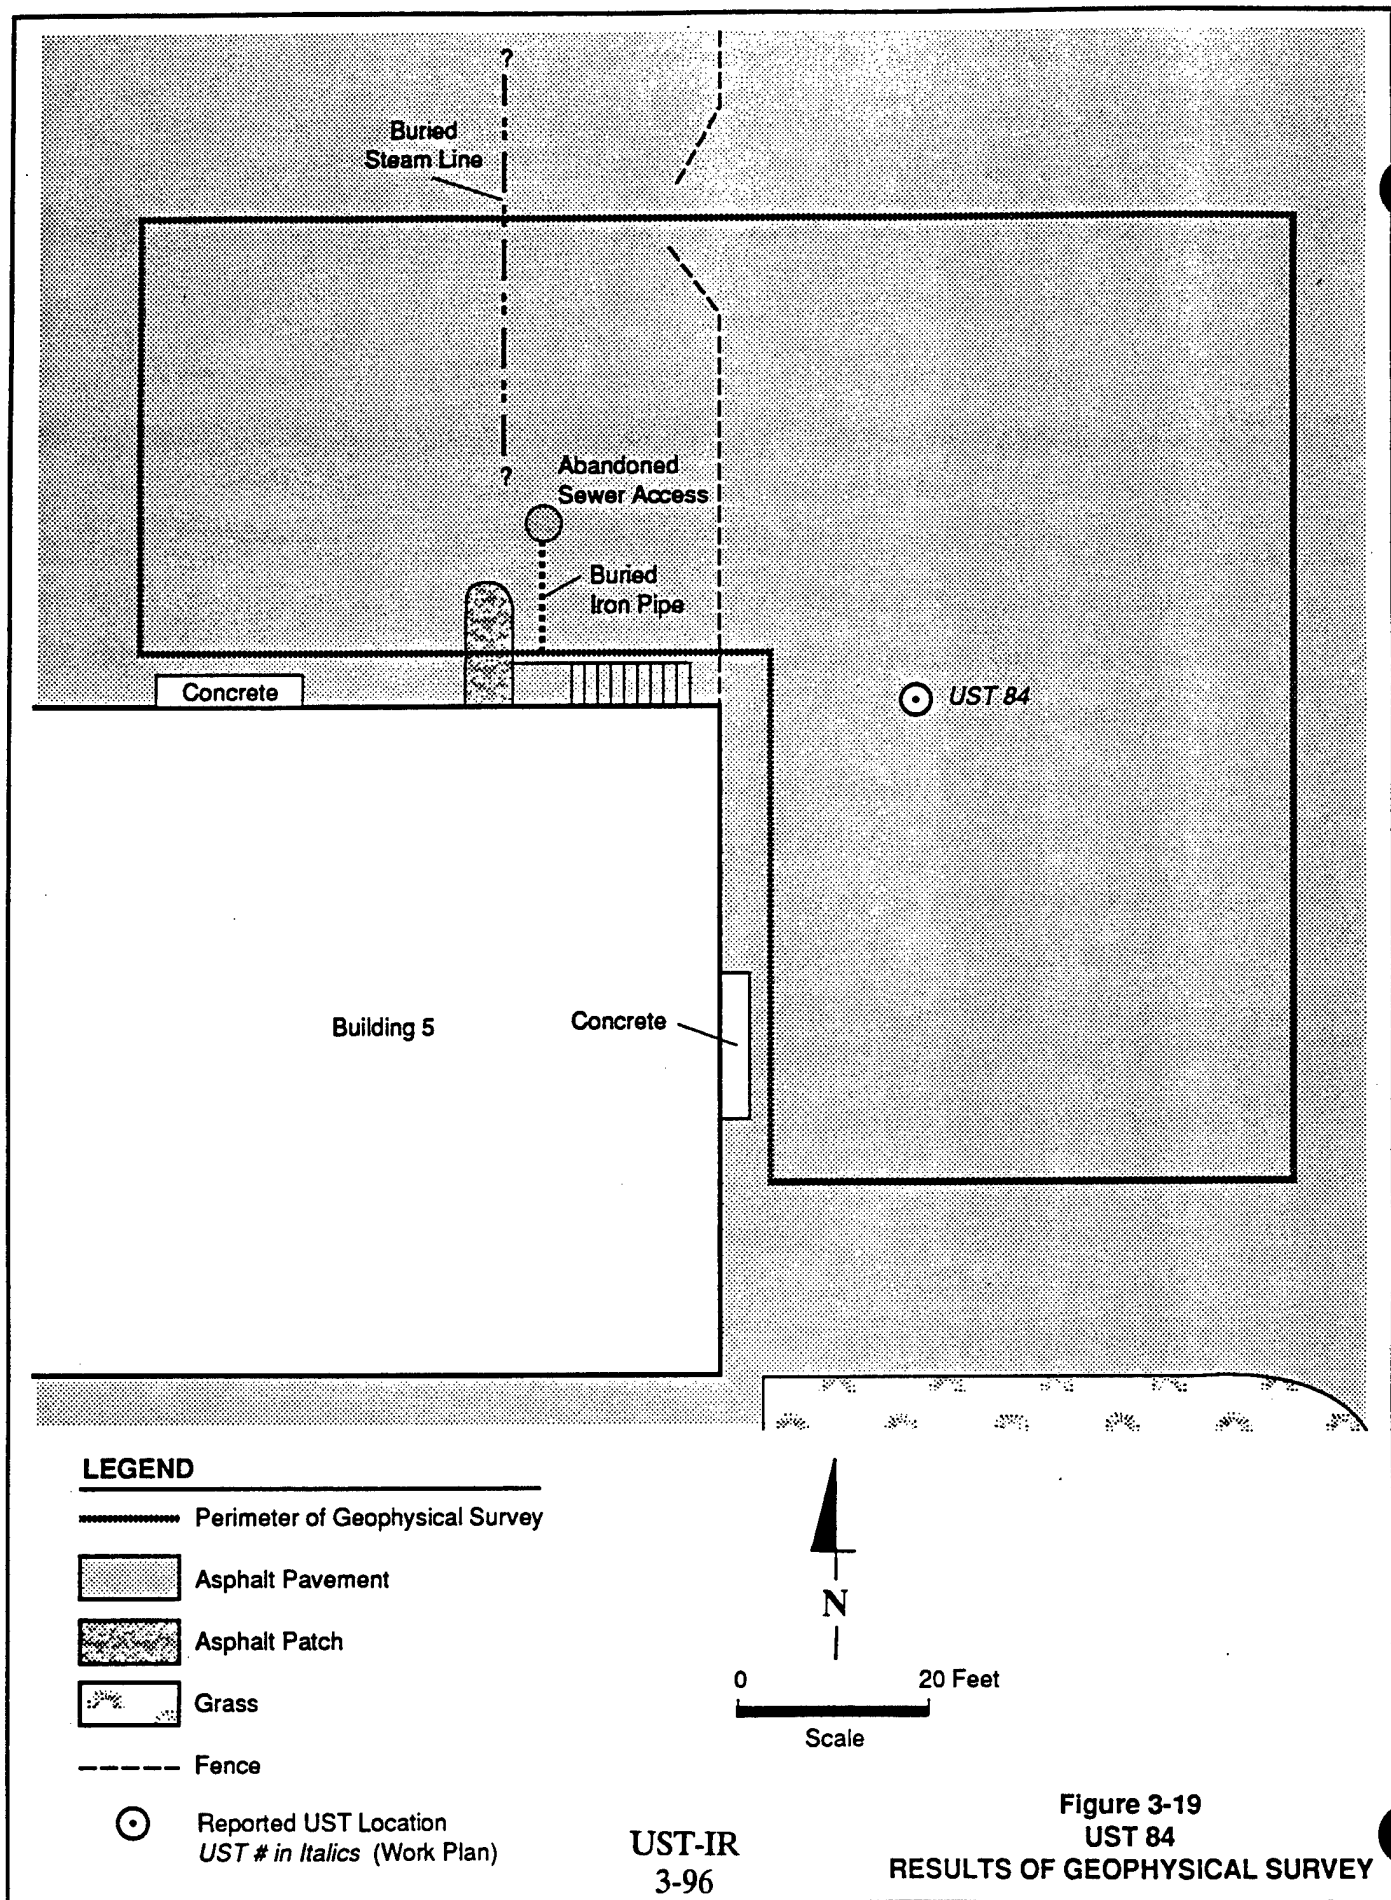 ?
Buried
Steam Line
?
Abandoned
Sewer Access
Buried
Iron Pipe
Concrete
UST 84
Building 5
Concrete
LEGEND
Perimeter of Geophysical Survey
Asphalt Pavement
Asphalt Patch
Grass
Fence
Reported UST Location
UST # in Italics (Work Plan)
N
0 20 Feet
Scale
UST-IR
3-96
Figure 3-19
UST 84
RESULTS OF GEOPHYSICAL SURVEY